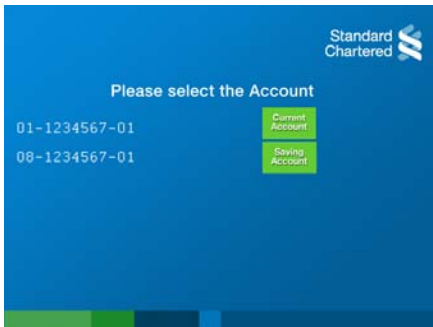 Standard
Chartered
Please select the Account
01-1234567-01
Current
Account
08-1234567-01
Saving
Account